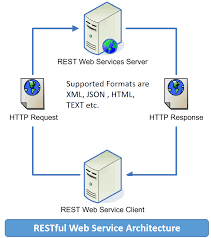 REST Web Services Server
Supported Formats are
XML, JSON , HTML,
TEXT etc.
HTTP Request
HTTP Response
REST Web Service Client
RESTful Web Service Architecture